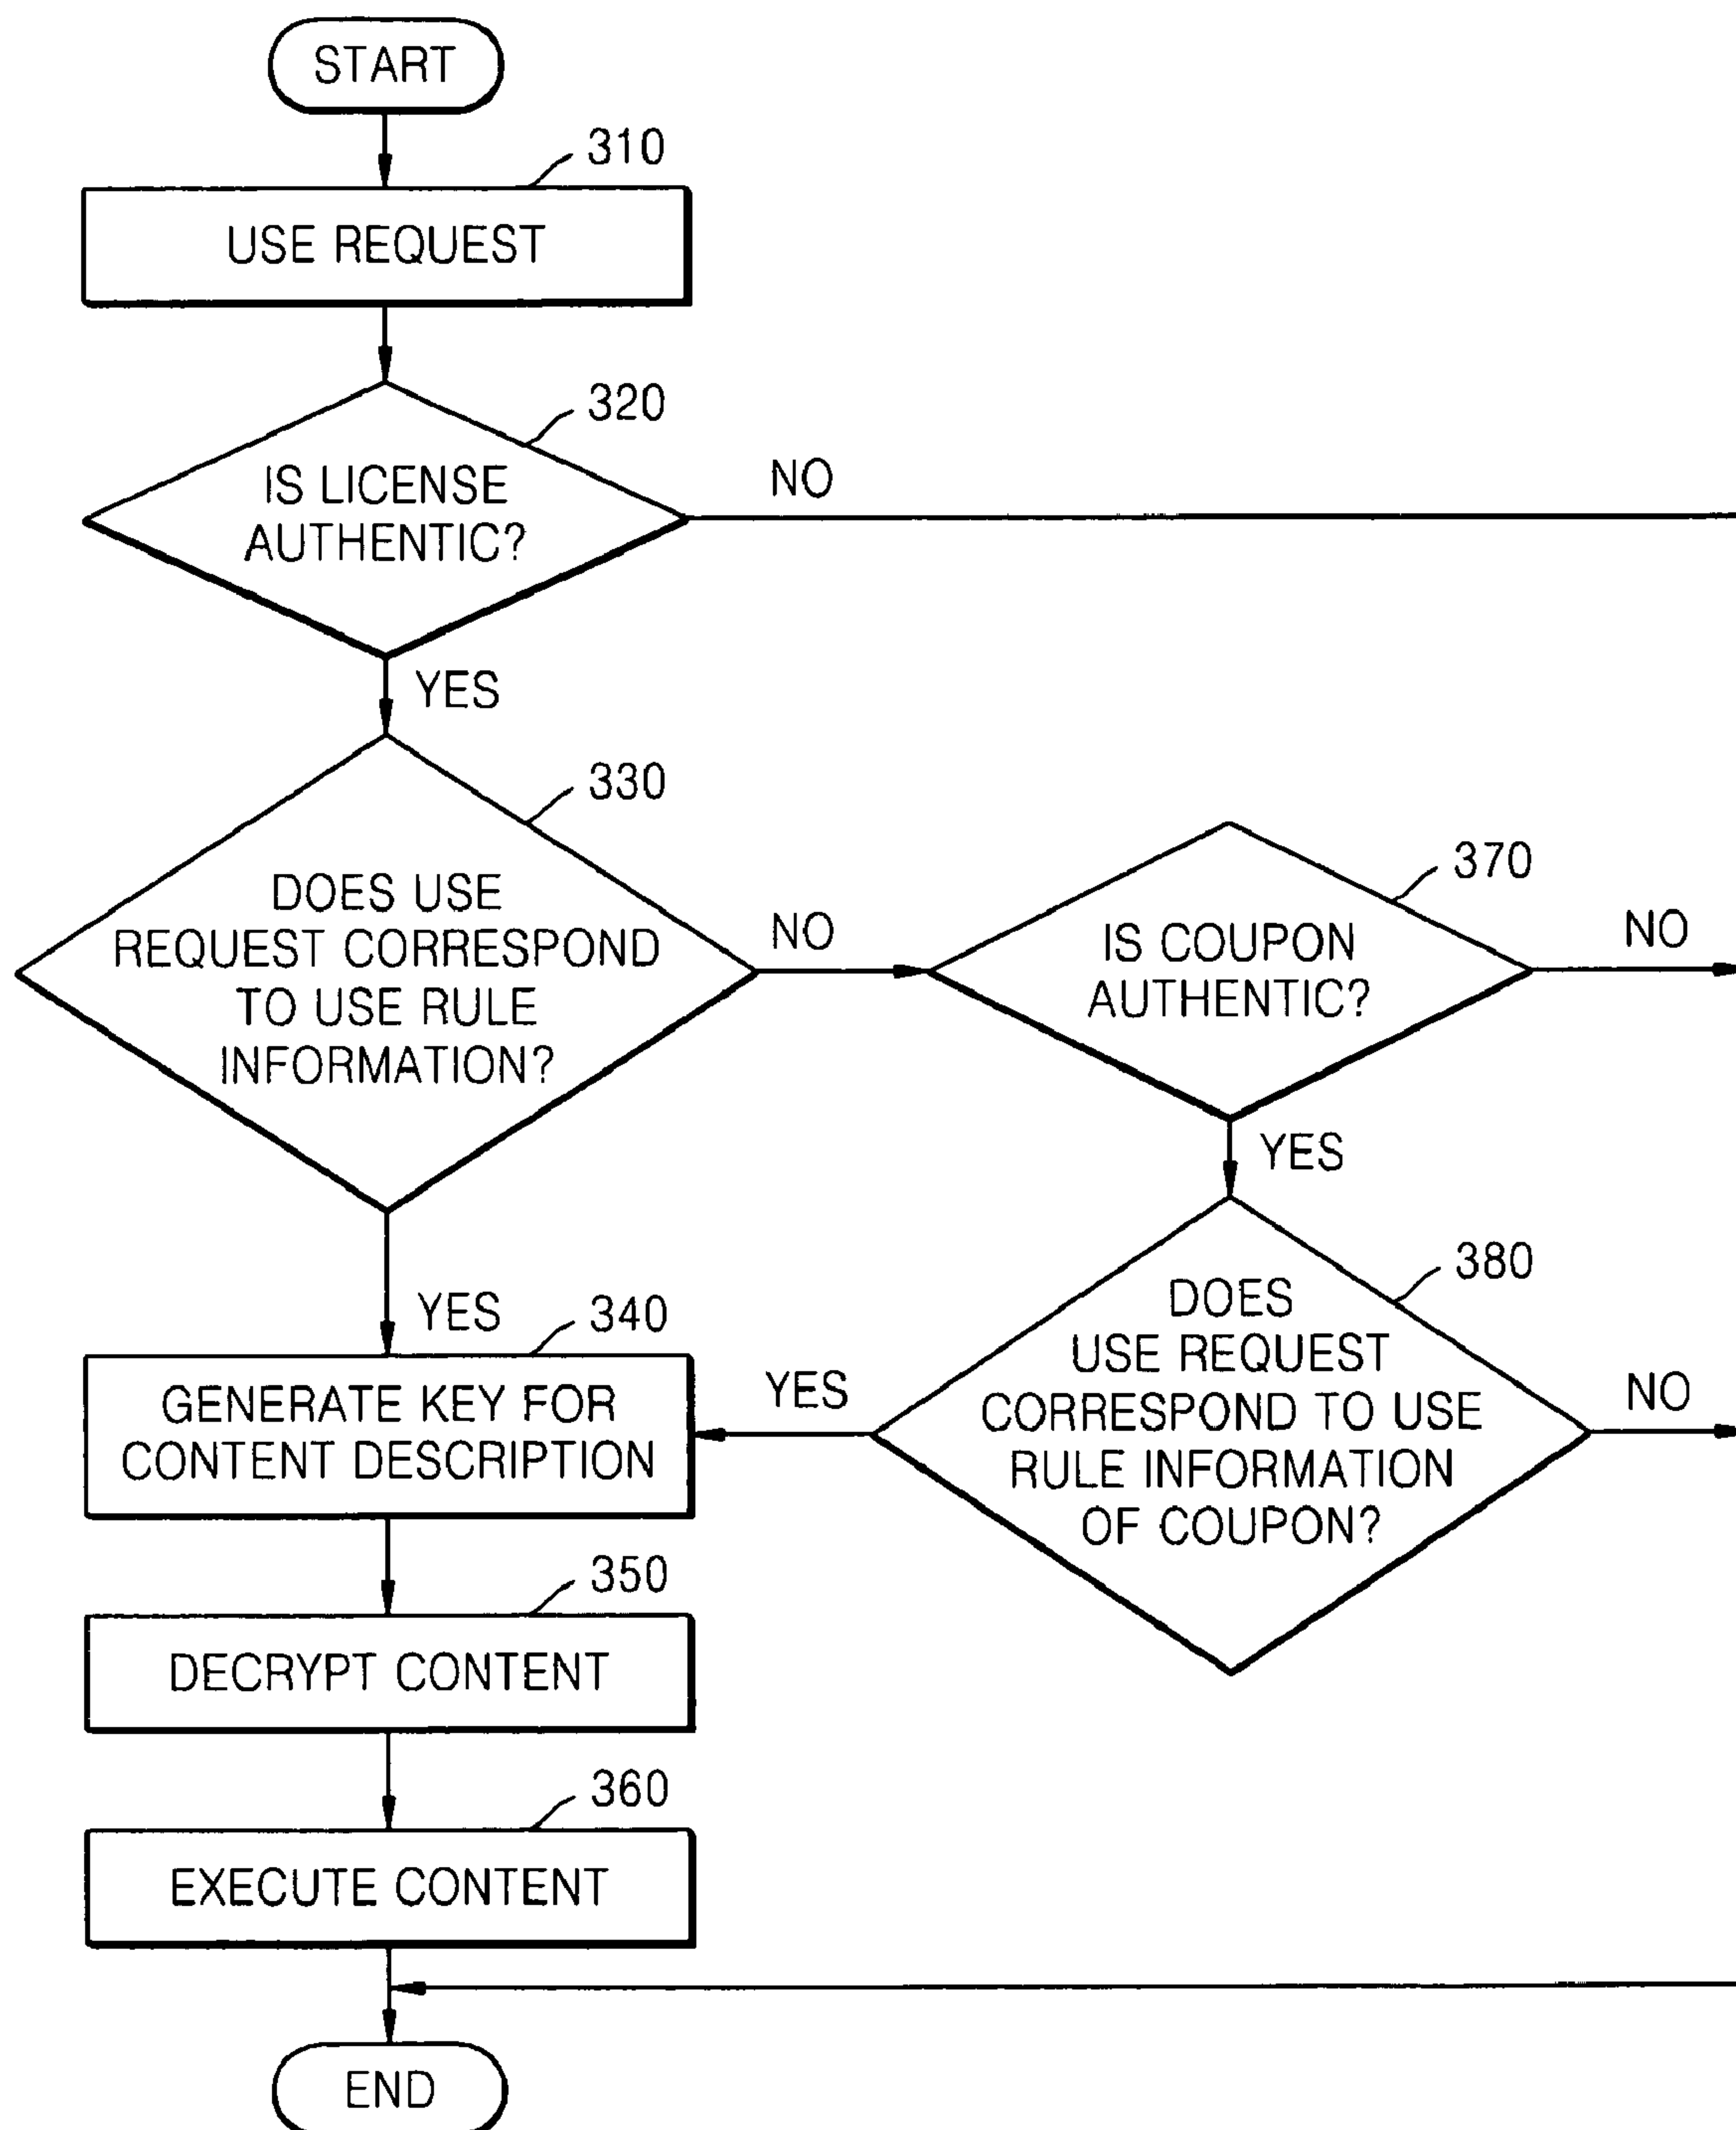 START
310
USE REQUEST
320
IS LICENSE
AUTHENTIC?
NO
YES
330
DOES USE
REQUEST CORRESPOND
TO USE RULE
INFORMATION?
NO
370
IS COUPON
AUTHENTIC?
NO
YES
YES
380
DOES
USE REQUEST
CORRESPOND TO USE
RULE INFORMATION
OF COUPON?
NO
YES
340
GENERATE KEY FOR
CONTENT DESCRIPTION
350
DECRYPT CONTENT
360
EXECUTE CONTENT
END